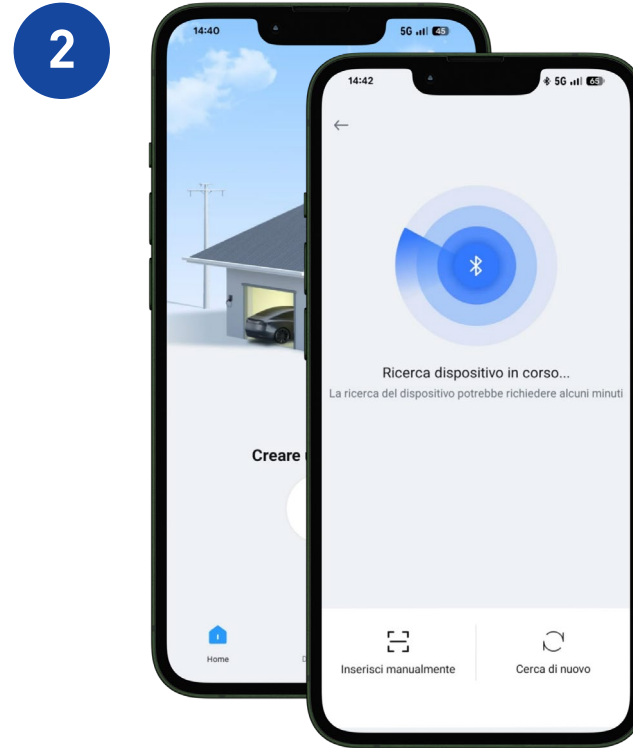 2
14:40
5G 45
Creare
Home
14:42
5G 65
Ricerca dispositivo in corso...
La ricerca del dispositivo potrebbe richiedere alcuni minuti
Inserisci manualmente
Cerca di nuovo